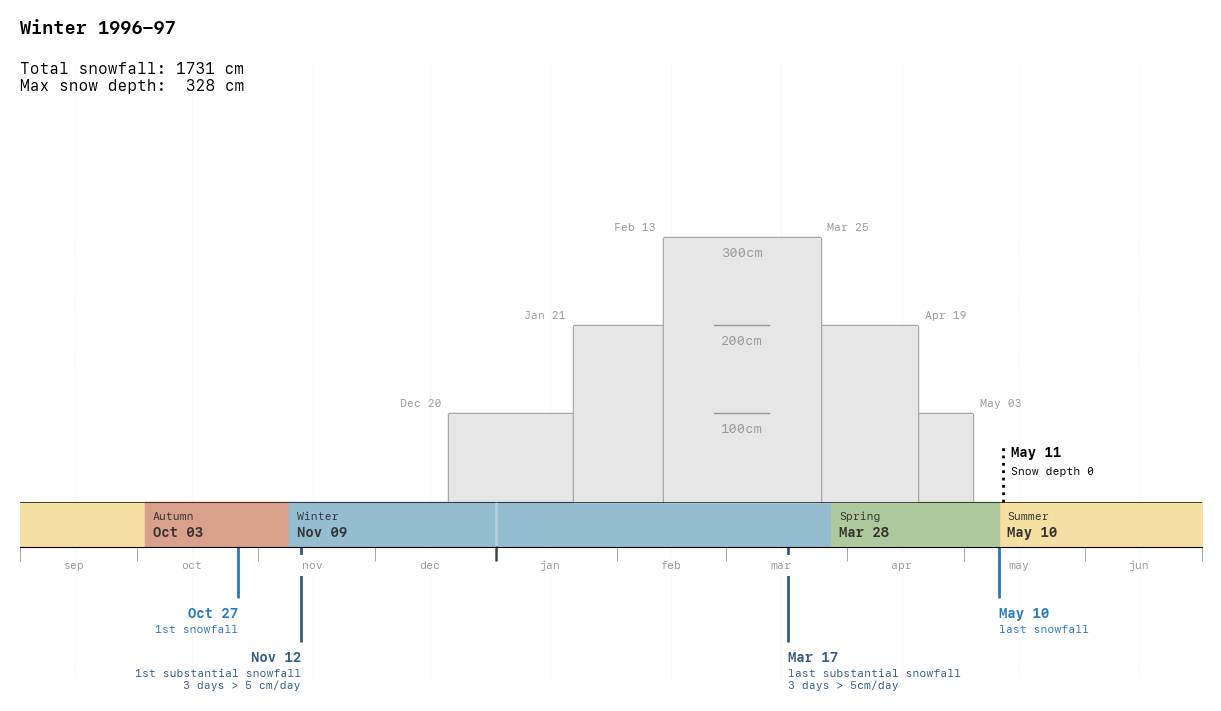 Winter 1996–97
Total snowfall: 1731 cm
Max snow depth:  328 cm
Feb 13
Mar 25
300cm
Jan 21
Apr 19
200cm
Dec 20
May 03
100cm
May 11
Snow depth 0
Autumn
Oct 03
Winter
Nov 09
Spring
Mar 28
Summer
May 10
sep oct nov dec jan feb mar apr may jun
Oct 27
1st snowfall
May 10
last snowfall
Nov 12
1st substantial snowfall
3 days > 5 cm/day
Mar 17
last substantial snowfall
3 days > 5cm/day